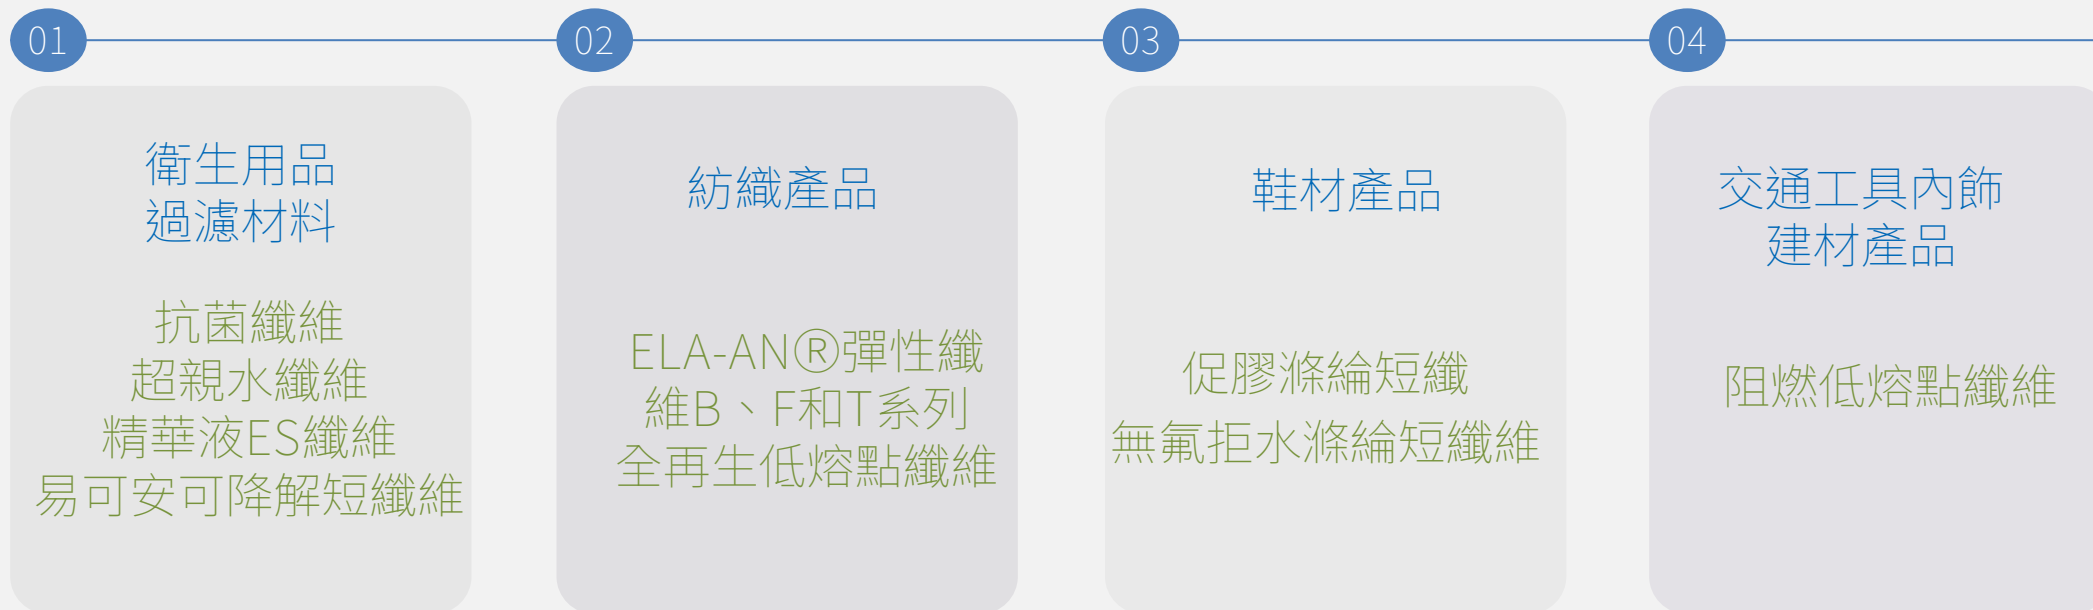 01
衛生用品
過濾材料
抗菌纖維
超親水纖維
精華液ES纖維
易可安可降解短纖維
02
紡織產品
ELA-AN®彈性纖
維B、F和T系列
全再生低熔點纖維
03
鞋材產品
促膠滌綸短纖
無氟拒水滌綸短纖維
04
交通工具內飾
建材產品
阻燃低熔點纖維